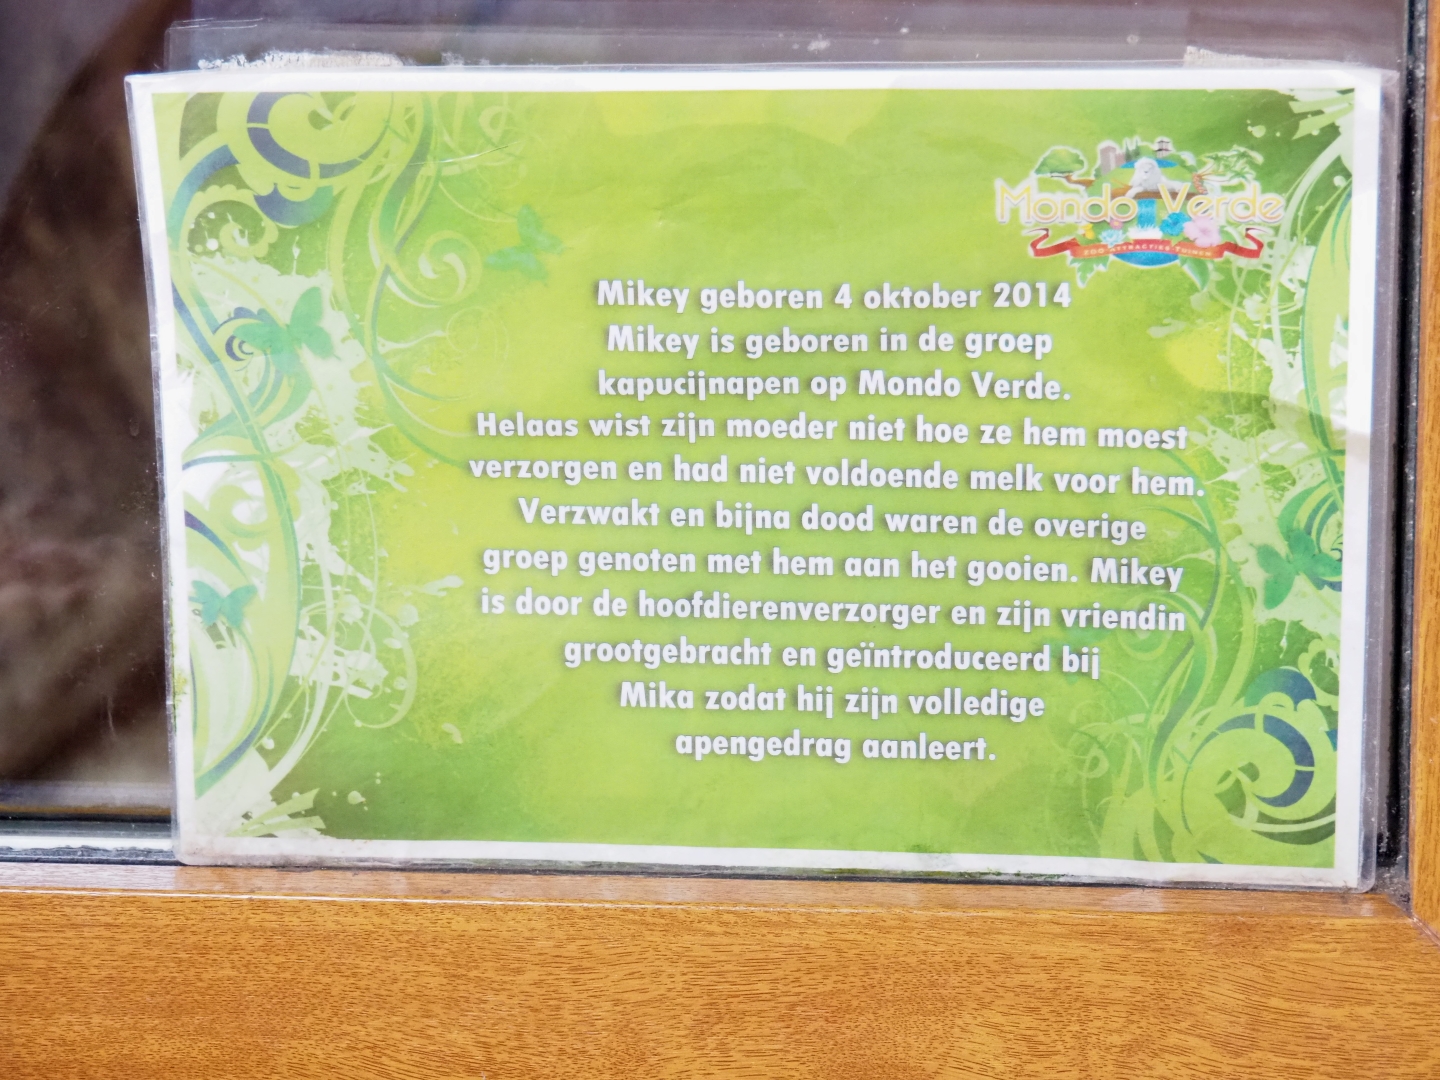 Mondo Verde
ZOO ATTRACTIES TUINEN
Mikey geboren 4 oktober 2014
Mikey is geboren in de groep
kapucijnapen op Mondo Verde.
Helaas wist zijn moeder niet hoe ze hem moest
verzorgen en had niet voldoende melk voor hem.
Verzwakt en bijna dood waren de overige
groep genoten met hem aan het gooien. Mikey
is door de hoofdierenverzorger en zijn vriendin
grootgebracht en geïntroduceerd bij
Mika zodat hij zijn volledige
apengedrag aanleert.